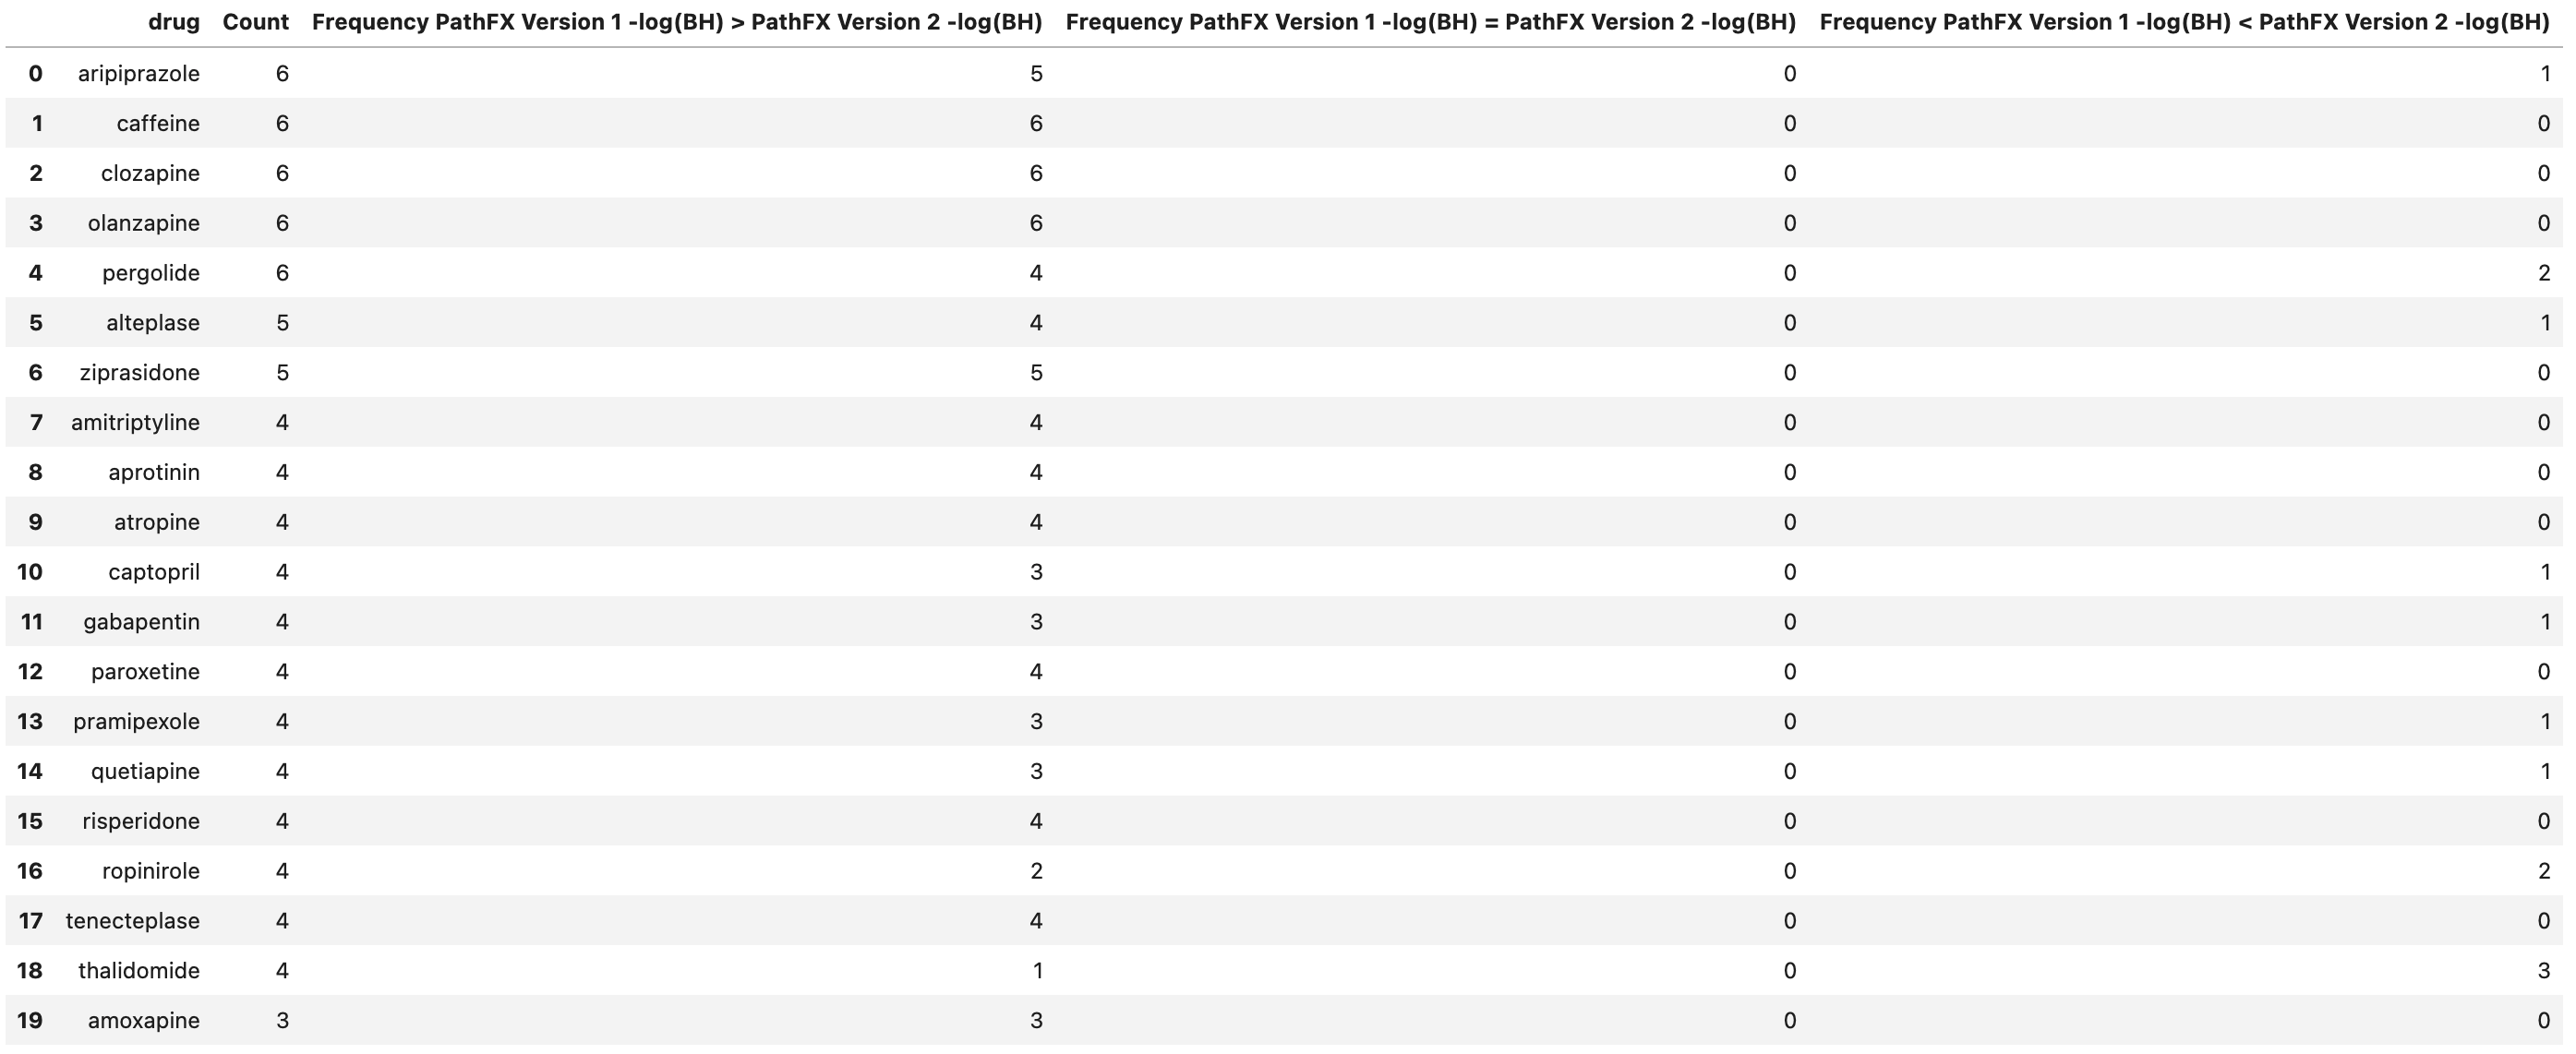 drug Count Frequency PathFX Version 1 -log(BH) > PathFX Version 2 -log(BH) Frequency PathFX Version 1 -log(BH) = PathFX Version 2 -log(BH) Frequency PathFX Version 1 -log(BH) < PathFX Version 2 -log(BH)
0 aripiprazole 6 5 0 1
1 caffeine 6 6 0 0
2 clozapine 6 6 0 0
3 olanzapine 6 6 0 0
4 pergolide 6 4 0 2
5 alteplase 5 4 0 1
6 ziprasidone 5 5 0 0
7 amitriptyline 4 4 0 0
8 aprotinin 4 4 0 0
9 atropine 4 4 0 0
10 captopril 4 3 0 1
11 gabapentin 4 3 0 1
12 paroxetine 4 4 0 0
13 pramipexole 4 3 0 1
14 quetiapine 4 3 0 1
15 risperidone 4 4 0 0
16 ropinirole 4 2 0 2
17 tenecteplase 4 4 0 0
18 thalidomide 4 1 0 3
19 amoxapine 3 3 0 0